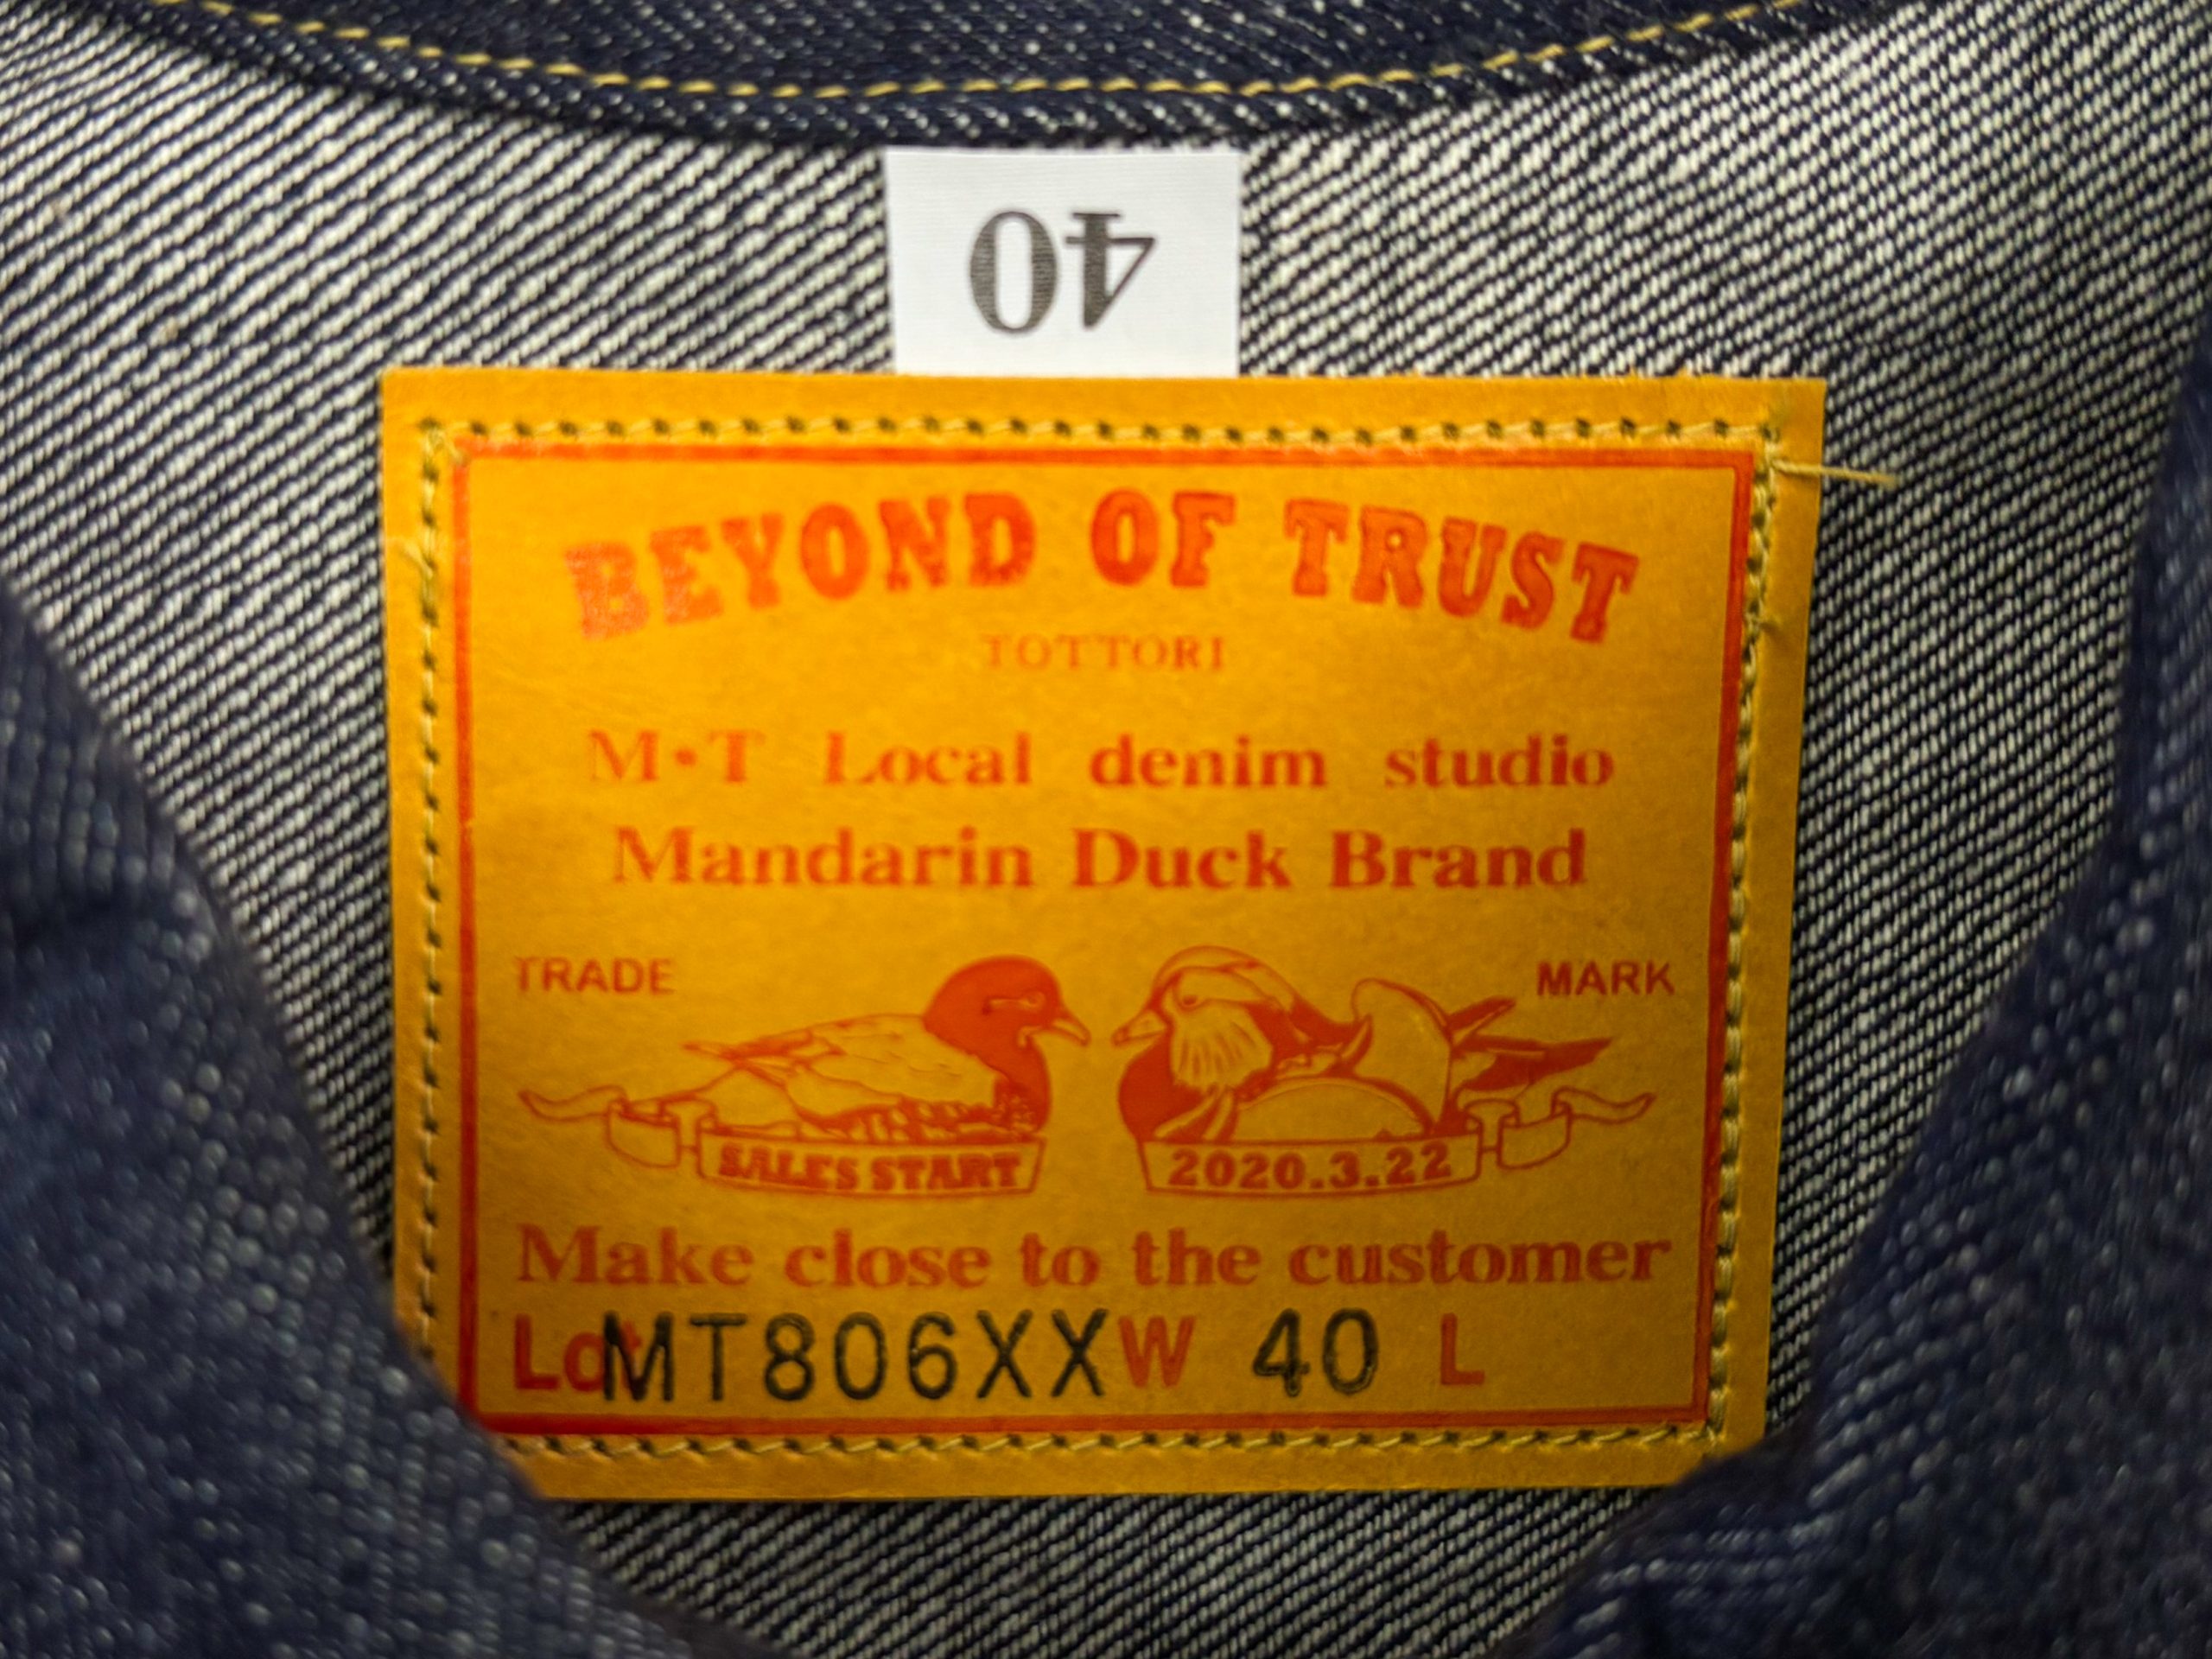 40
BEYOND OF TRUST
TOTTORI
M•T Local denim studio
Mandarin Duck Brand
TRADE MARK
SALES START 2020.3.22
Make close to the customer
Lot MT806XX W 40 L